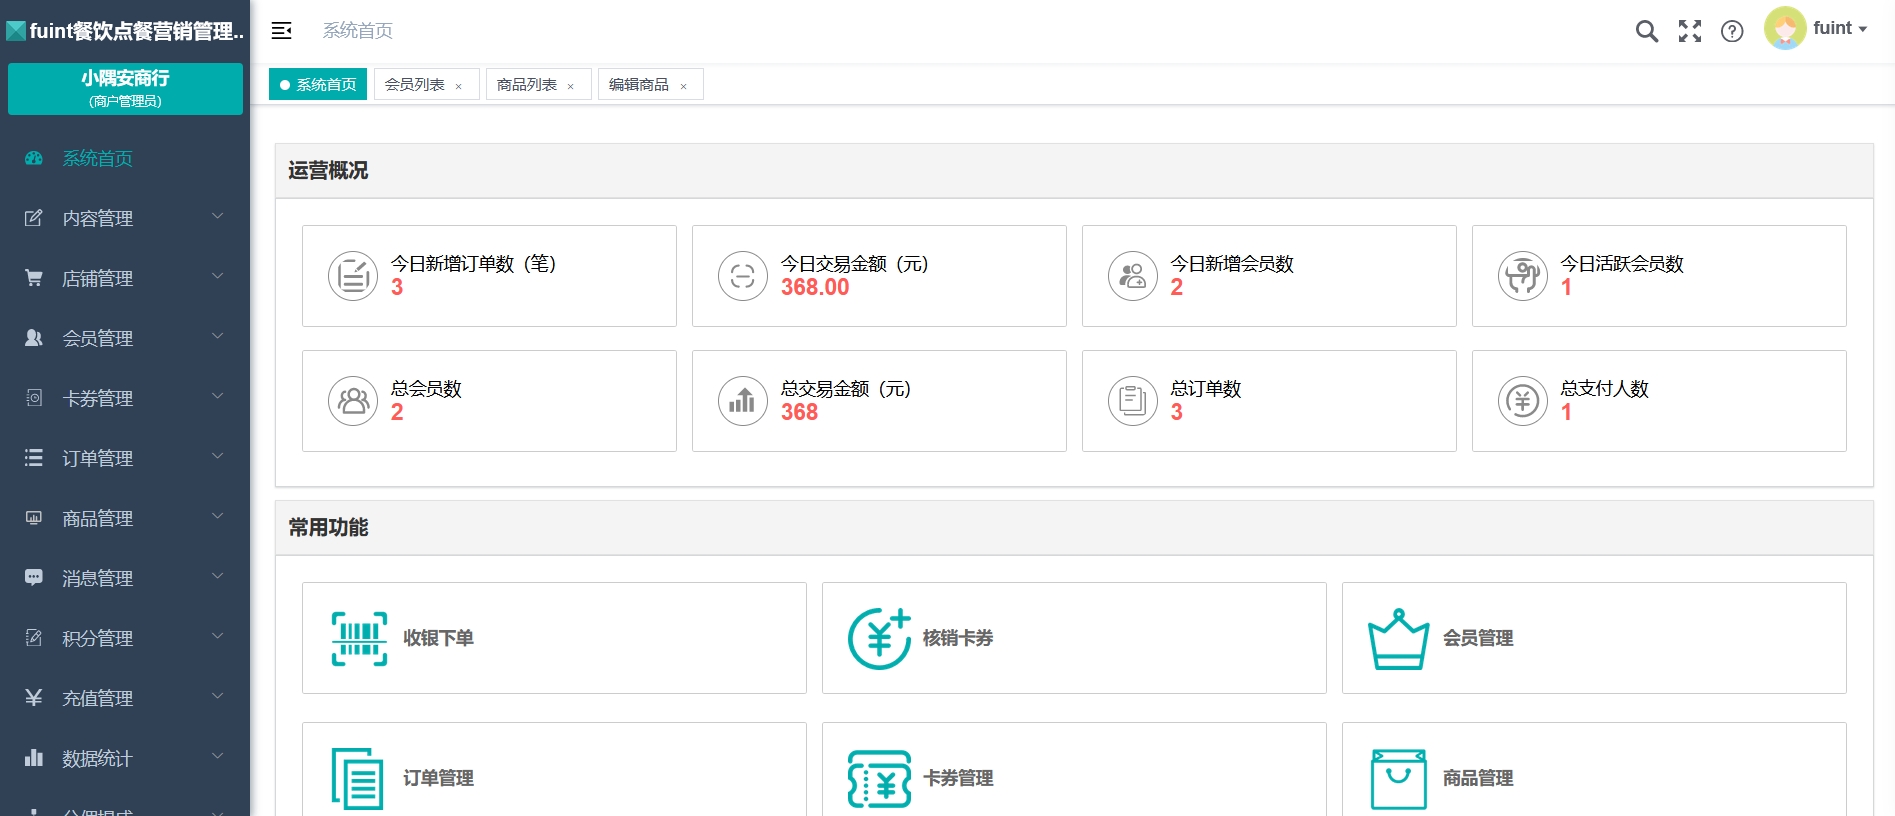 fuint餐饮点餐营销管理..
小隅安商行
(商户管理员)
系统首页
内容管理
店铺管理
会员管理
卡券管理
订单管理
商品管理
消息管理
积分管理
充值管理
数据统计
系统首页
fuint
系统首页
会员列表 ×
商品列表 ×
编辑商品 ×
运营概况
今日新增订单数（笔）
3
今日交易金额（元）
368.00
今日新增会员数
2
今日活跃会员数
1
总会员数
2
总交易金额（元）
368
总订单数
3
总支付人数
1
常用功能
收银下单
核销卡券
会员管理
订单管理
卡券管理
商品管理